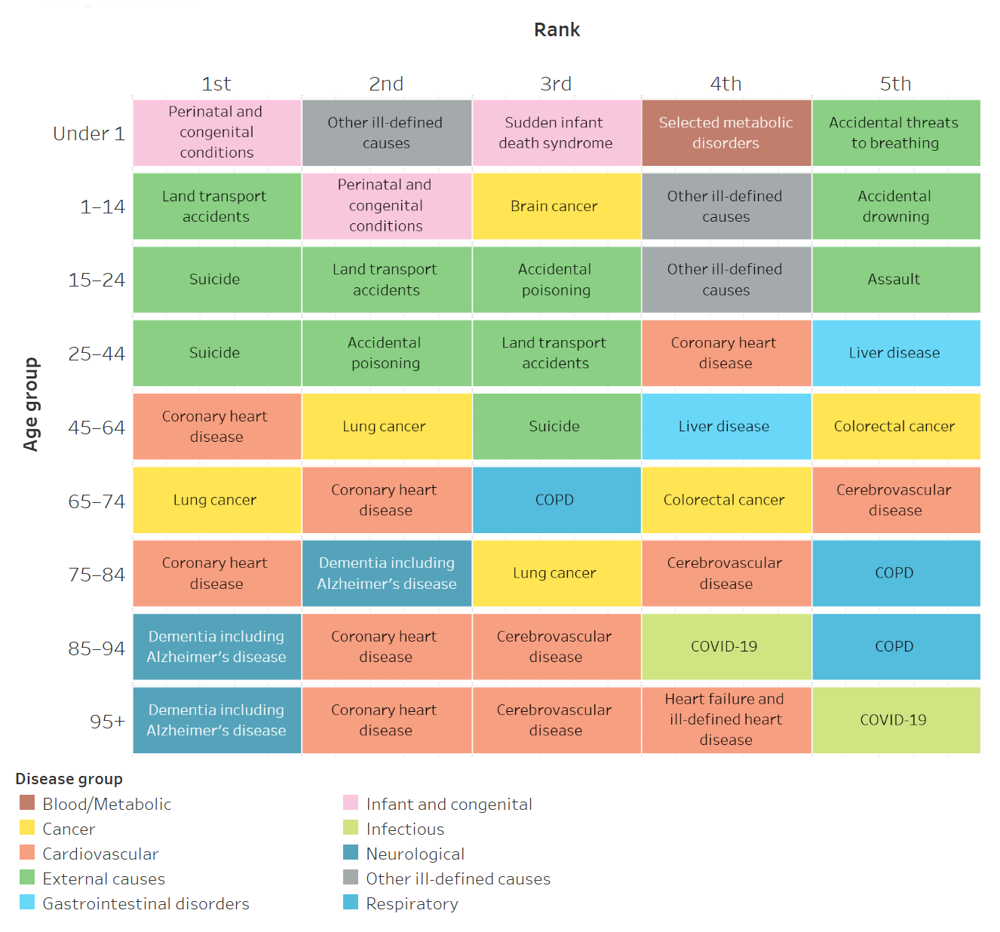 Rank
1st 2nd 3rd 4th 5th
Age group
Under 1
Perinatal and
congenital
conditions
Other ill-defined
causes
Sudden infant
death syndrome
Selected metabolic
disorders
Accidental threats
to breathing
1–14
Land transport
accidents
Perinatal and
congenital
conditions
Brain cancer
Other ill-defined
causes
Accidental
drowning
15–24
Suicide
Land transport
accidents
Accidental
poisoning
Other ill-defined
causes
Assault
25–44
Suicide
Accidental
poisoning
Land transport
accidents
Coronary heart
disease
Liver disease
45–64
Coronary heart
disease
Lung cancer
Suicide
Liver disease
Colorectal cancer
65–74
Lung cancer
Coronary heart
disease
COPD
Colorectal cancer
Cerebrovascular
disease
75–84
Coronary heart
disease
Dementia including
Alzheimer’s disease
Lung cancer
Cerebrovascular
disease
COPD
85–94
Dementia including
Alzheimer’s disease
Coronary heart
disease
Cerebrovascular
disease
COVID-19
COPD
95+
Dementia including
Alzheimer’s disease
Coronary heart
disease
Cerebrovascular
disease
Heart failure and
ill-defined heart
disease
COVID-19
Disease group
Blood/Metabolic
Cancer
Cardiovascular
External causes
Gastrointestinal disorders
Infant and congenital
Infectious
Neurological
Other ill-defined causes
Respiratory